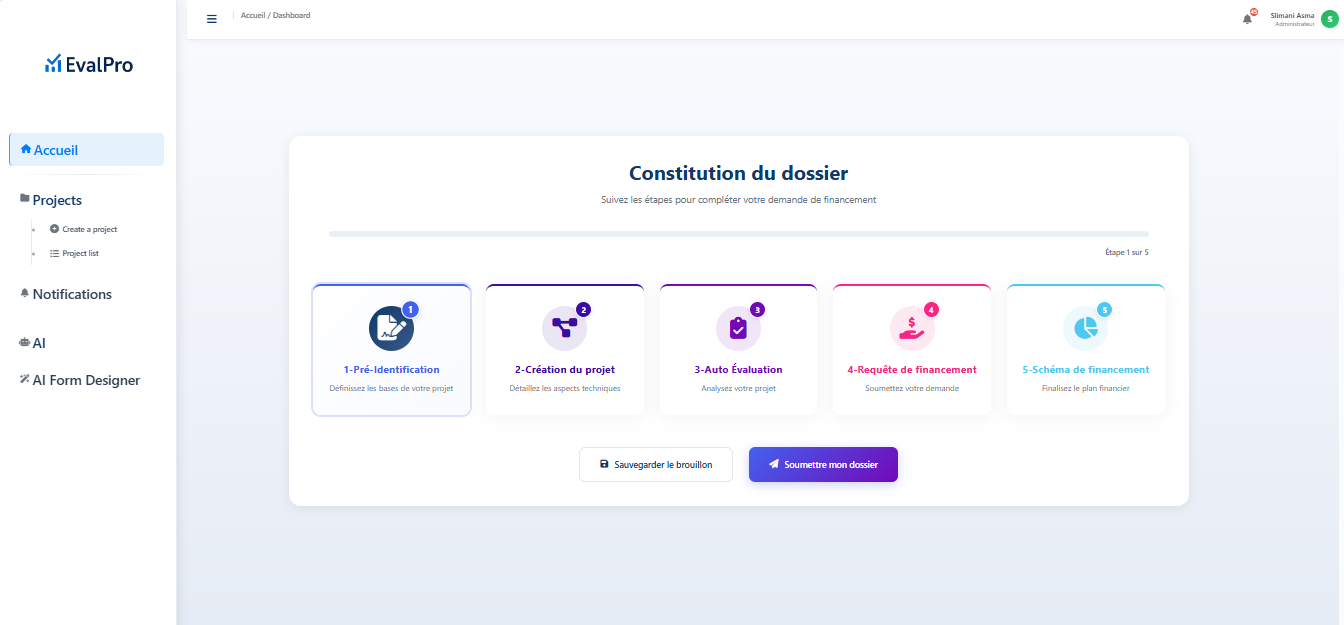 EvalPro
Accueil
Projects
Create a project
Project list
Notifications
AI
AI Form Designer
Accueil / Dashboard
Slimani Asma
Administrateur
S
Constitution du dossier
Suivez les étapes pour compléter votre demande de financement
Étape 1 sur 5
1
1-Pré-Identification
Définissez les bases de votre projet
2
2-Création du projet
Détaillez les aspects techniques
3
3-Auto Évaluation
Analysez votre projet
4
4-Requête de financement
Soumettez votre demande
5
5-Schéma de financement
Finalisez le plan financier
Sauvegarder le brouillon
Soumettre mon dossier